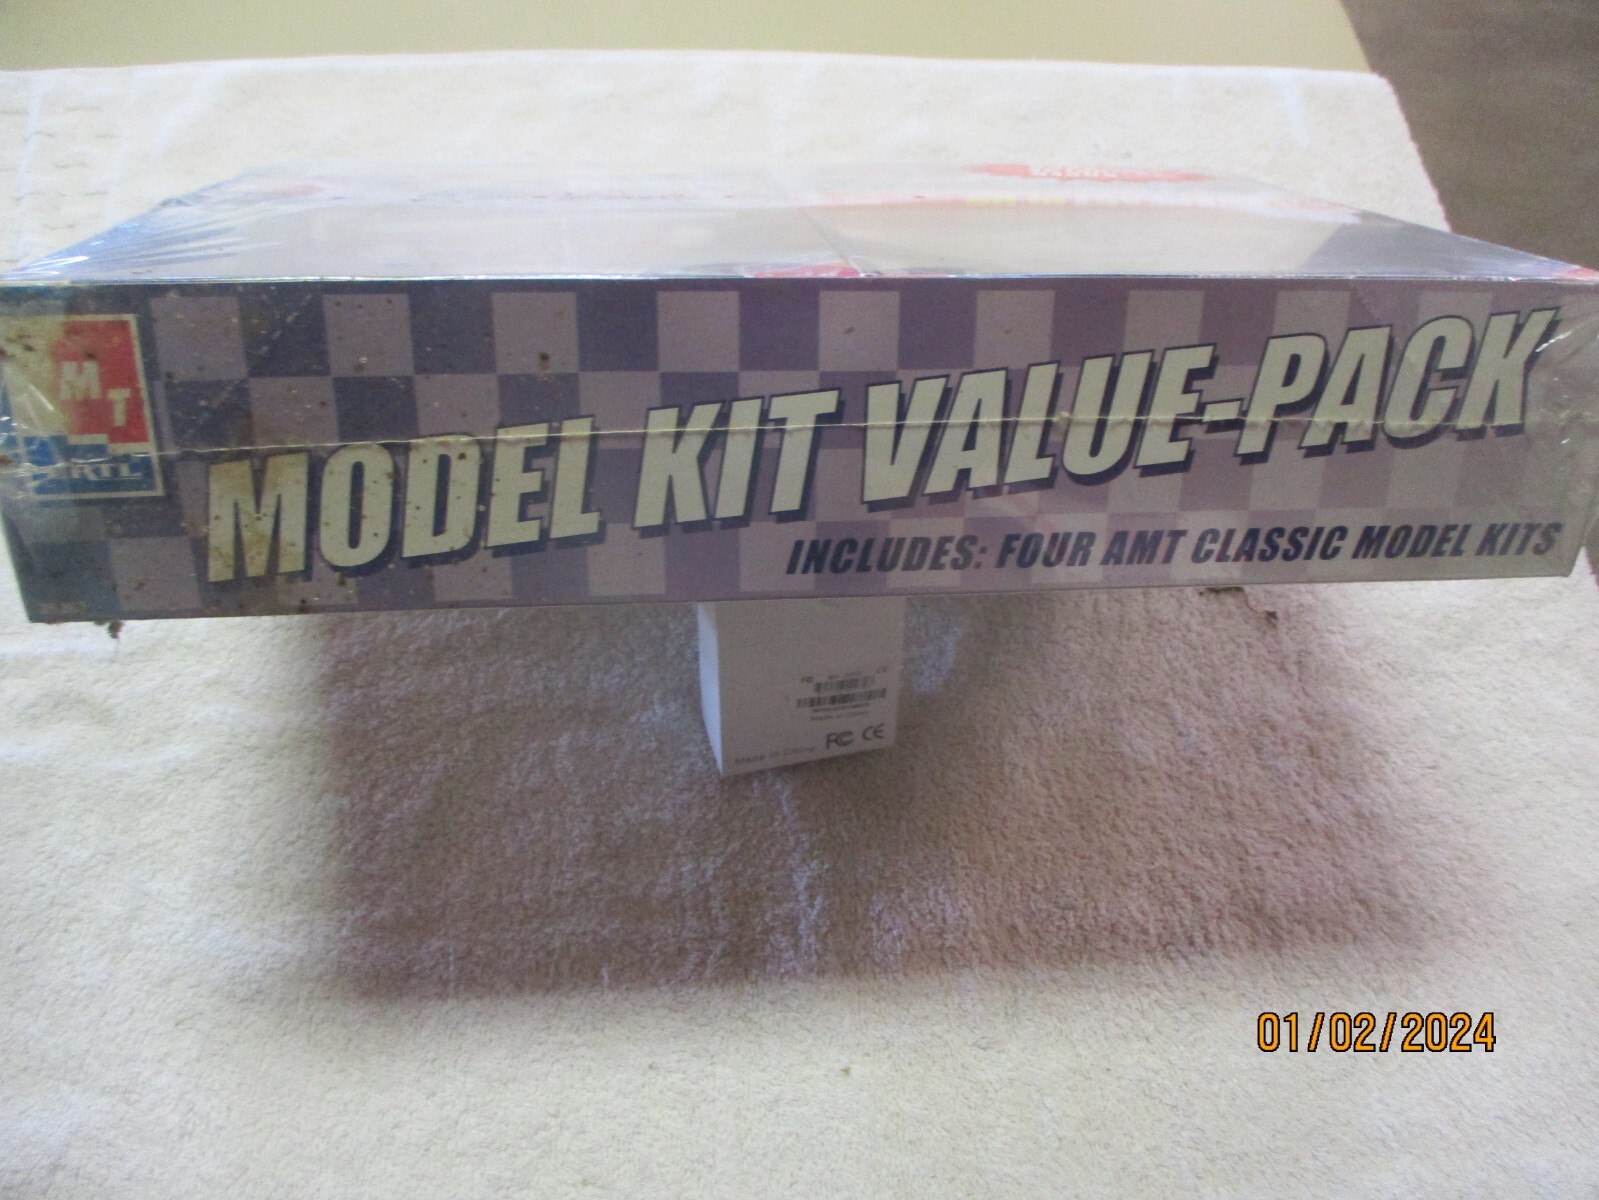 MT
ERTL
MODEL KIT VALUE-PACK
INCLUDES: FOUR AMT CLASSIC MODEL KITS
Made in China
FC CE
01/02/2024